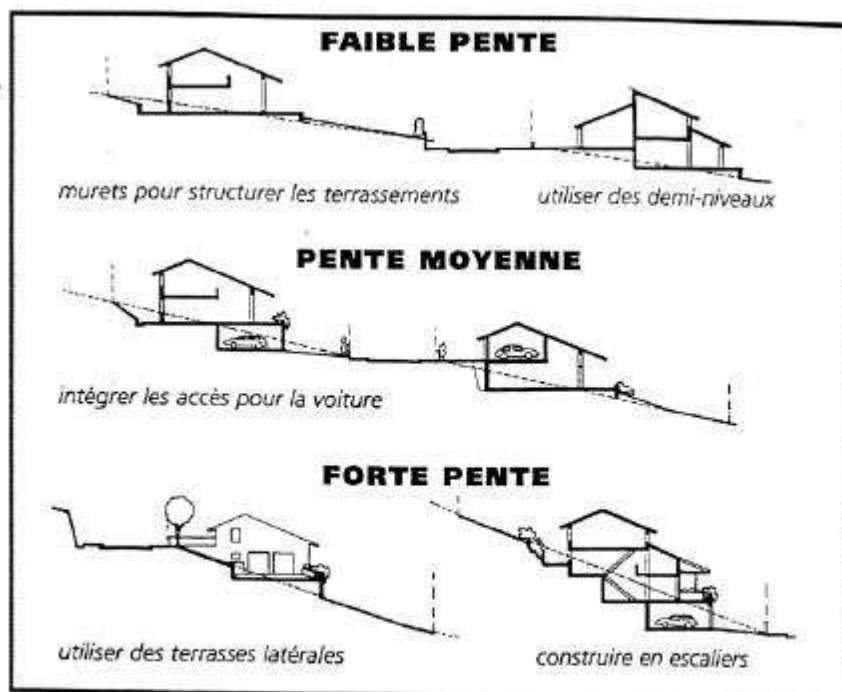 FAIBLE PENTE
murets pour structurer les terrassements
utiliser des demi-niveaux
PENTE MOYENNE
intégrer les accès pour la voiture
FORTE PENTE
utiliser des terrasses latérales
construire en escaliers